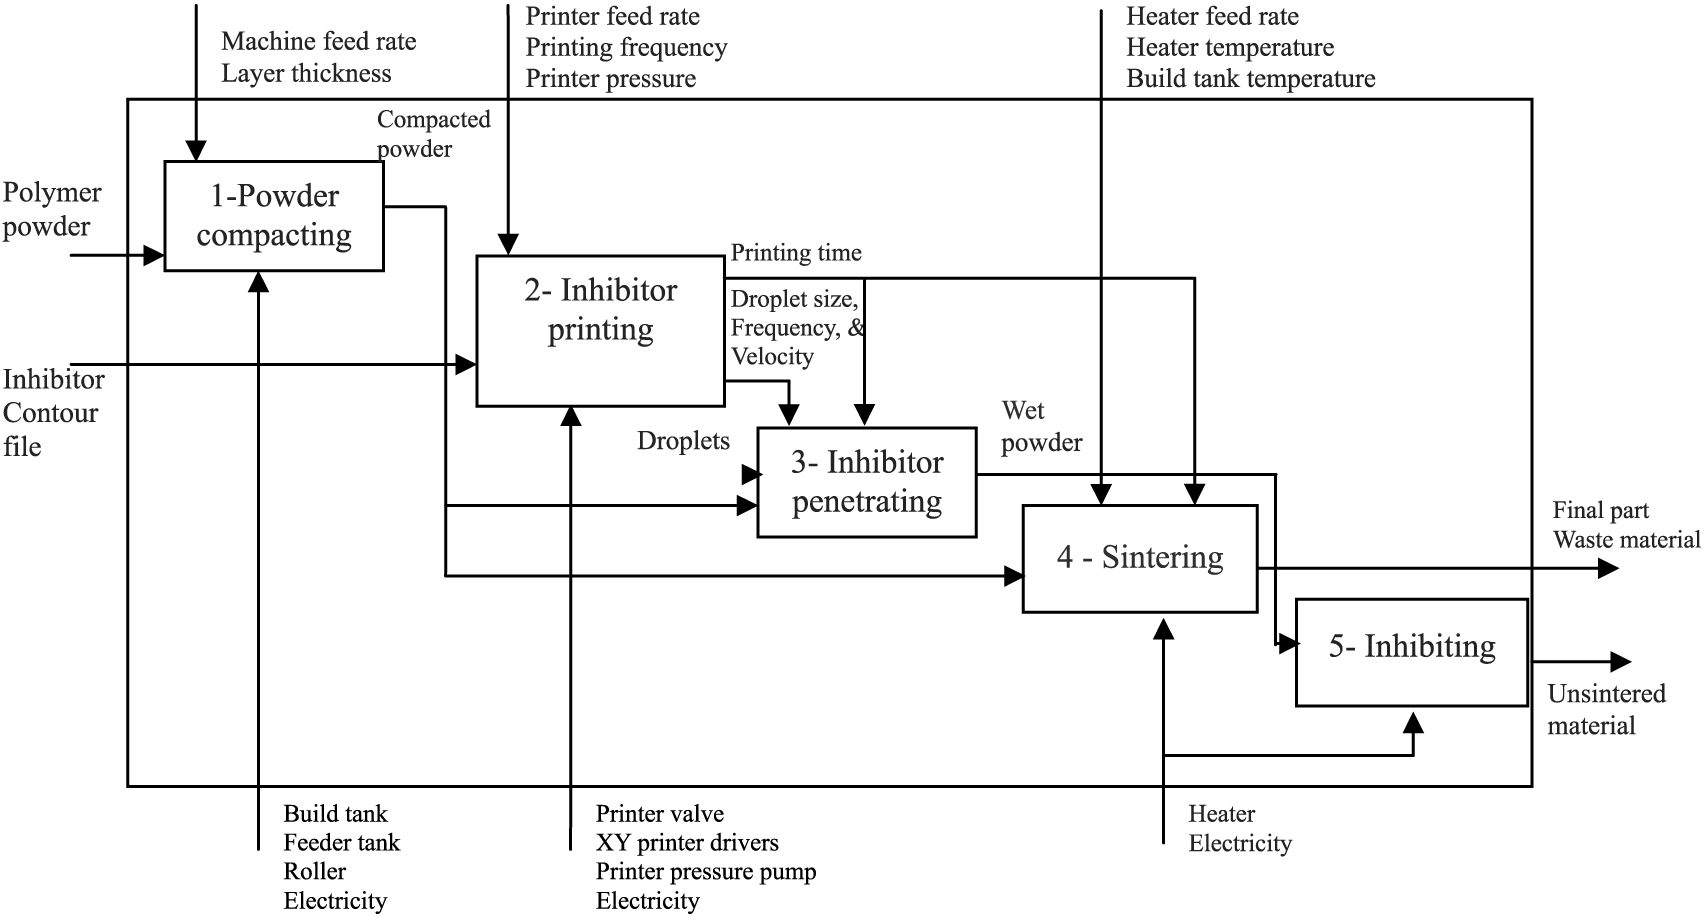 Machine feed rate
Layer thickness
Printer feed rate
Printing frequency
Printer pressure
Heater feed rate
Heater temperature
Build tank temperature
Compacted
powder
Polymer
powder
1-Powder
compacting
Printing time
2- Inhibitor
printing
Droplet size,
Frequency, &
Velocity
Inhibitor
Contour
file
Droplets
Wet
powder
3- Inhibitor
penetrating
Final part
Waste material
4 - Sintering
5- Inhibiting
Unsintered
material
Build tank
Feeder tank
Roller
Electricity
Printer valve
XY printer drivers
Printer pressure pump
Electricity
Heater
Electricity